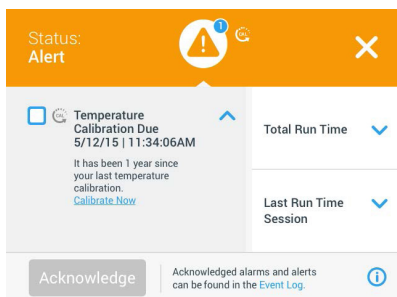 Status:
Alert
1
CAL
Temperature
Calibration Due
5/12/15 | 11:34:06AM
It has been 1 year since
your last temperature
calibration.
Calibrate Now
Total Run Time
Last Run Time
Session
Acknowledge
Acknowledged alarms and alerts
can be found in the Event Log.